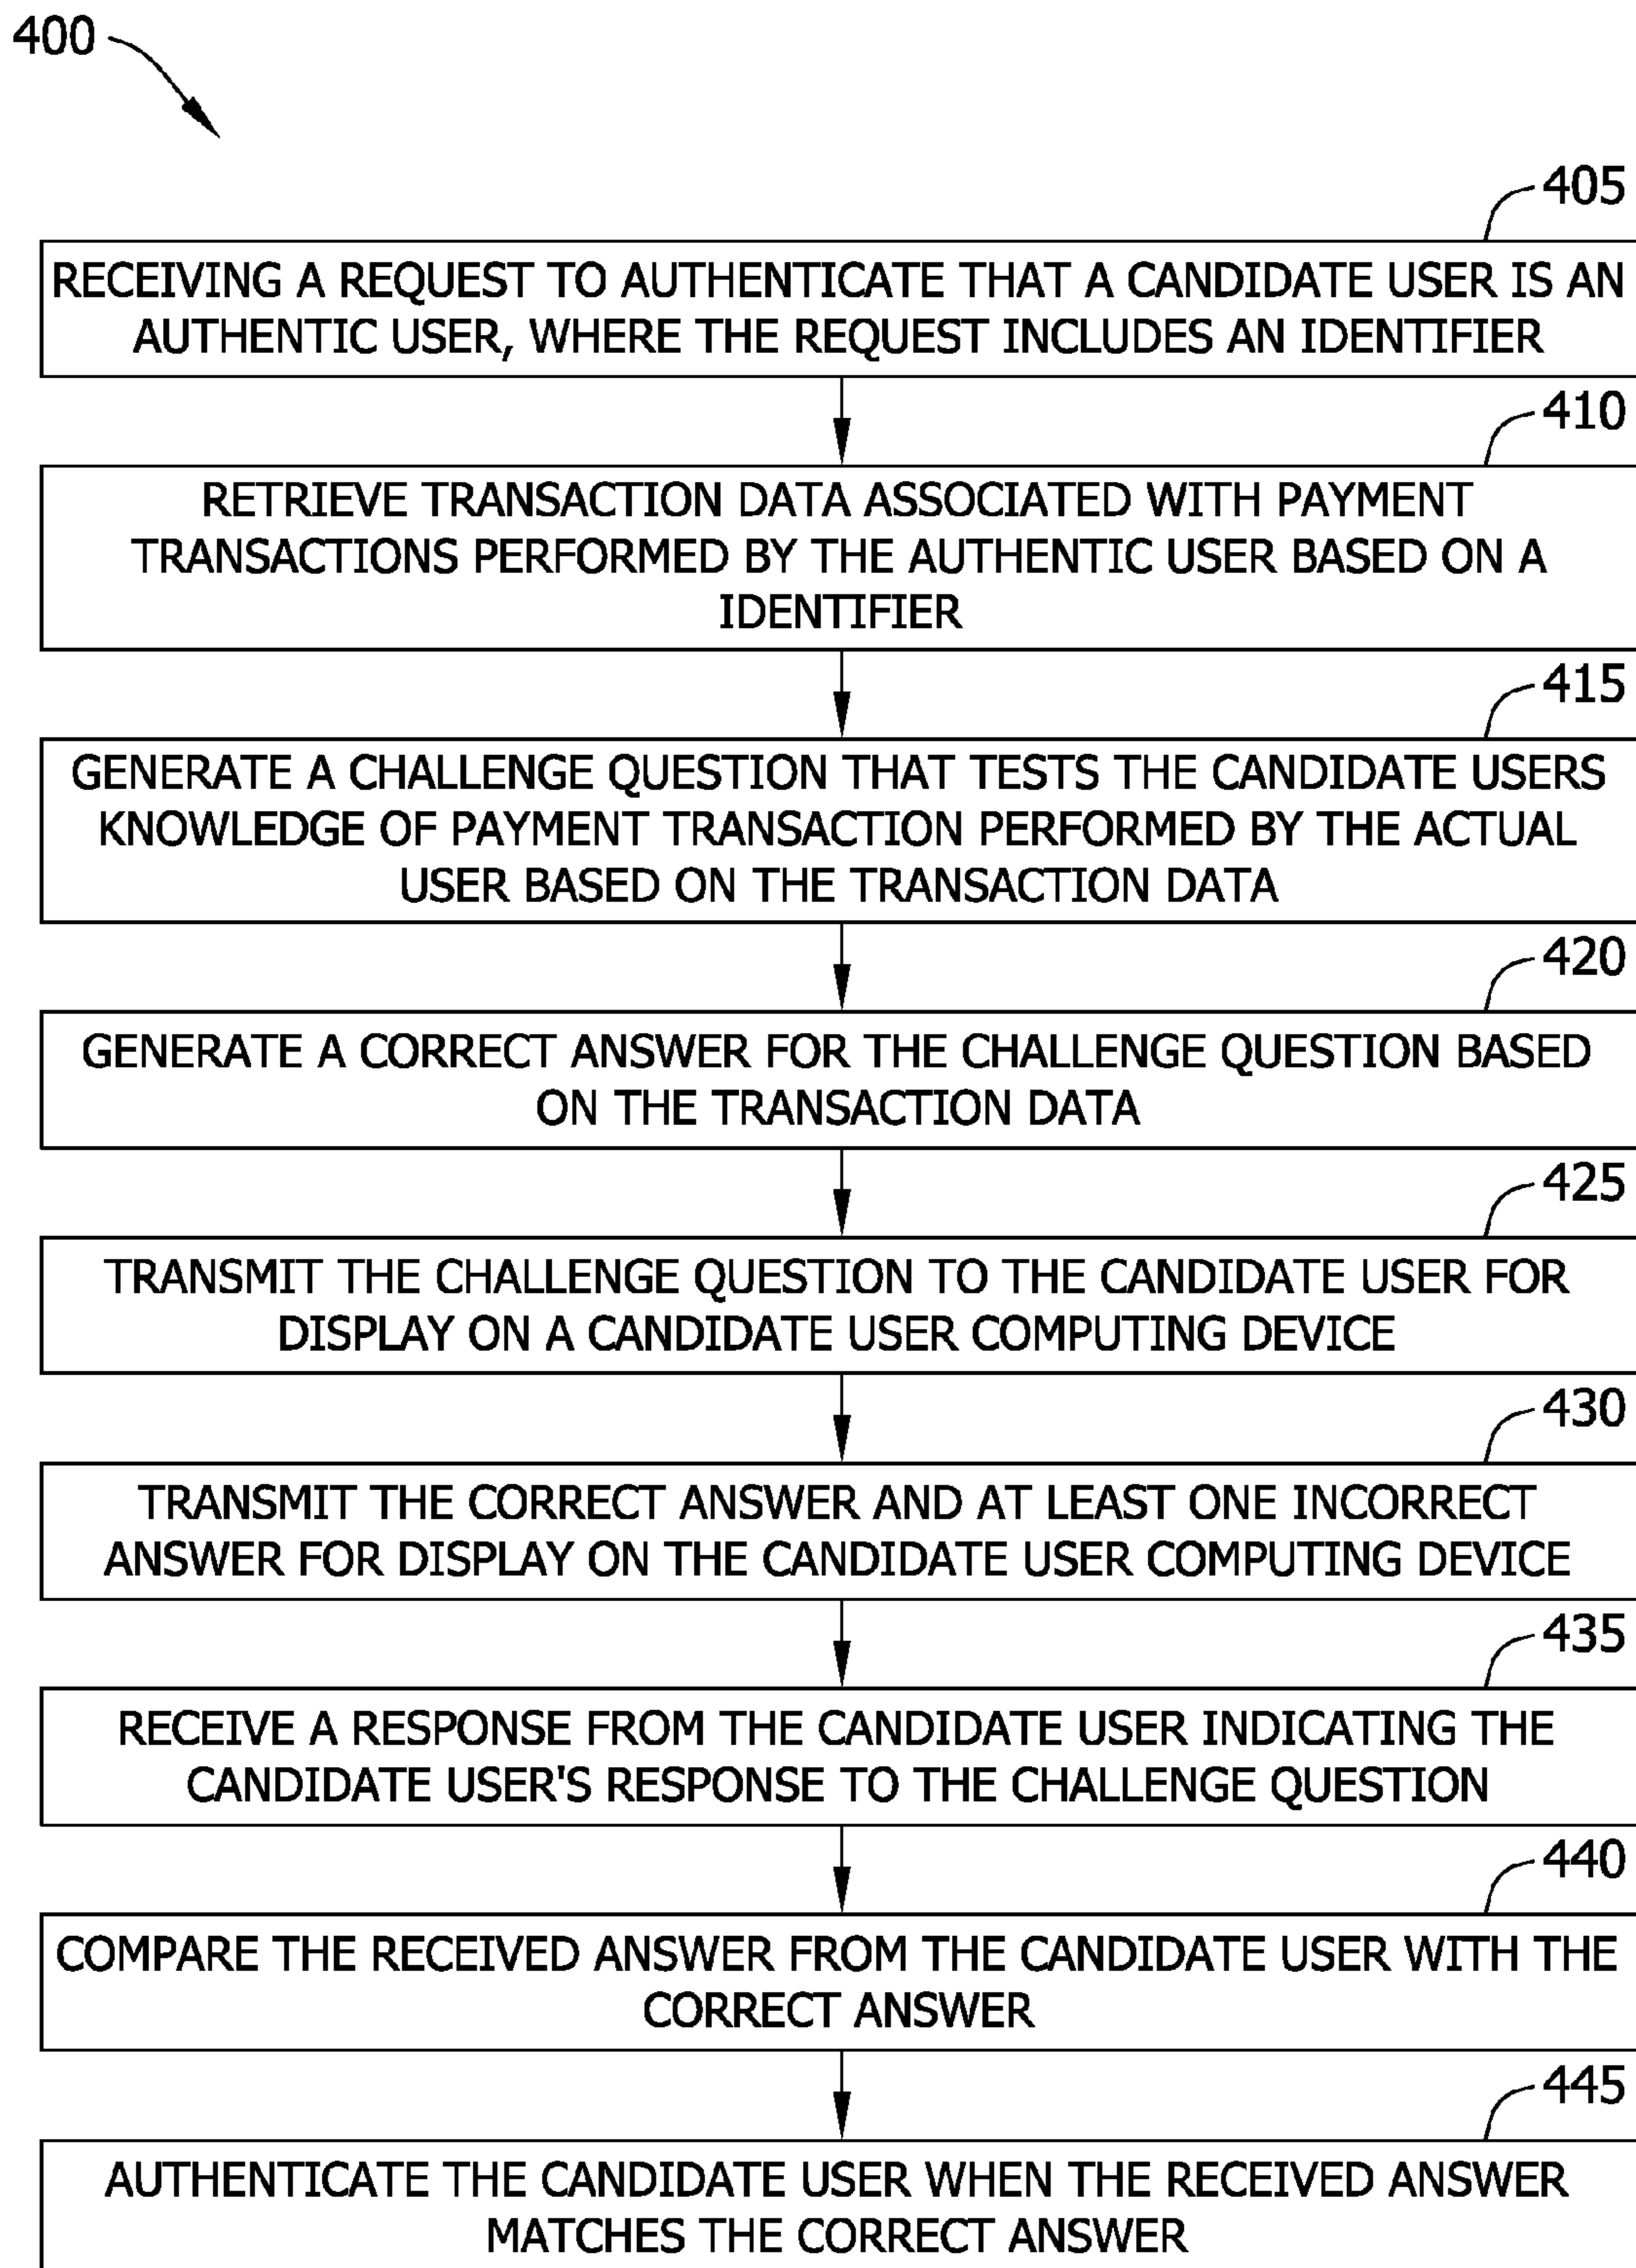 400
405
RECEIVING A REQUEST TO AUTHENTICATE THAT A CANDIDATE USER IS AN
AUTHENTIC USER, WHERE THE REQUEST INCLUDES AN IDENTIFIER
410
RETRIEVE TRANSACTION DATA ASSOCIATED WITH PAYMENT
TRANSACTIONS PERFORMED BY THE AUTHENTIC USER BASED ON A
IDENTIFIER
415
GENERATE A CHALLENGE QUESTION THAT TESTS THE CANDIDATE USERS
KNOWLEDGE OF PAYMENT TRANSACTION PERFORMED BY THE ACTUAL
USER BASED ON THE TRANSACTION DATA
420
GENERATE A CORRECT ANSWER FOR THE CHALLENGE QUESTION BASED
ON THE TRANSACTION DATA
425
TRANSMIT THE CHALLENGE QUESTION TO THE CANDIDATE USER FOR
DISPLAY ON A CANDIDATE USER COMPUTING DEVICE
430
TRANSMIT THE CORRECT ANSWER AND AT LEAST ONE INCORRECT
ANSWER FOR DISPLAY ON THE CANDIDATE USER COMPUTING DEVICE
435
RECEIVE A RESPONSE FROM THE CANDIDATE USER INDICATING THE
CANDIDATE USER'S RESPONSE TO THE CHALLENGE QUESTION
440
COMPARE THE RECEIVED ANSWER FROM THE CANDIDATE USER WITH THE
CORRECT ANSWER
445
AUTHENTICATE THE CANDIDATE USER WHEN THE RECEIVED ANSWER
MATCHES THE CORRECT ANSWER